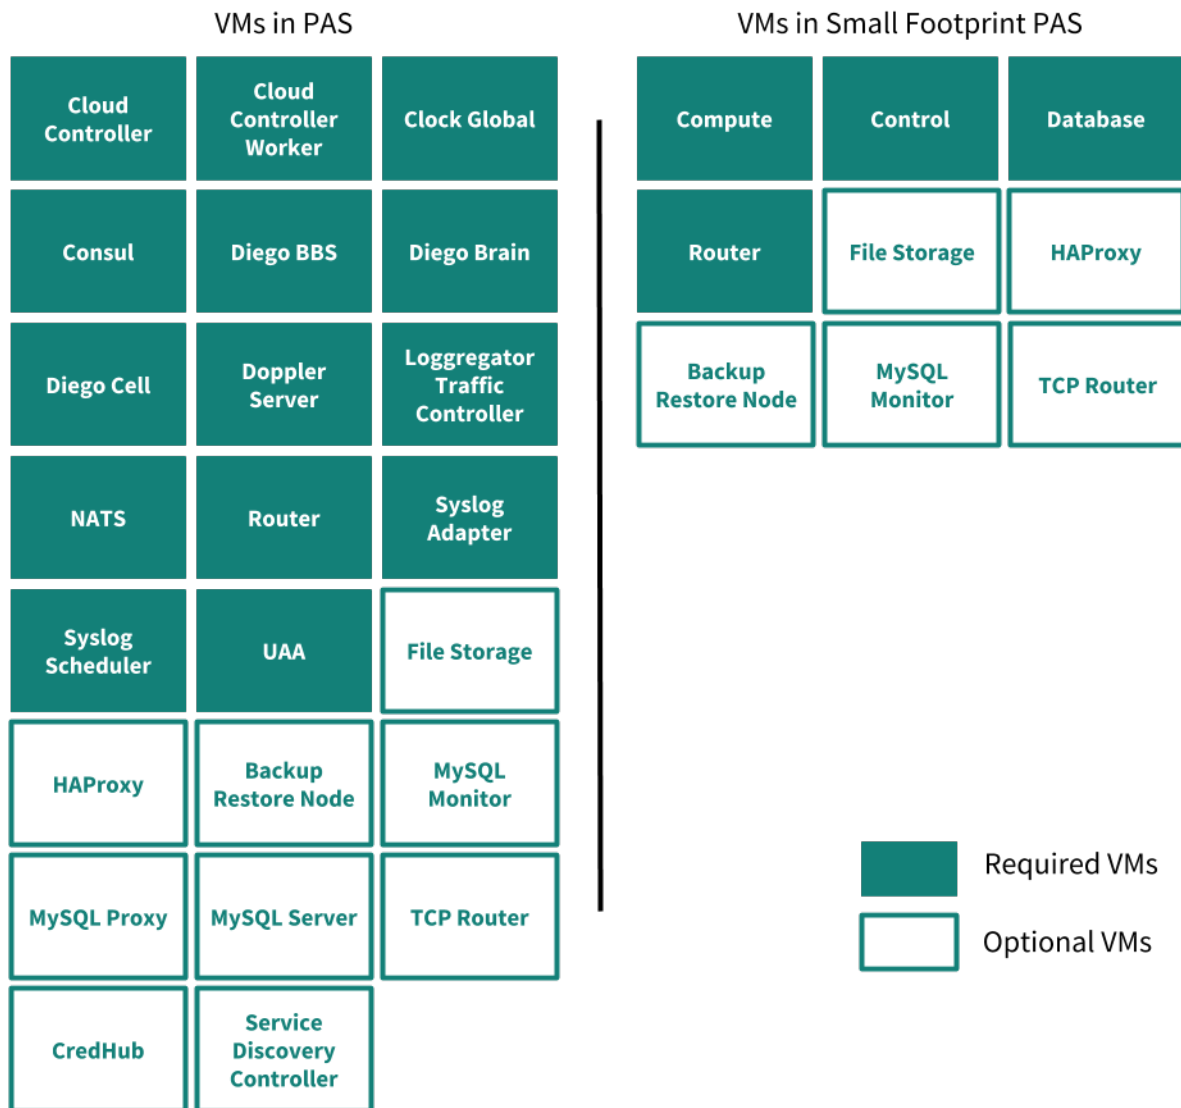 VMs in PAS
VMs in Small Footprint PAS
Cloud
Controller
Cloud
Controller
Worker
Clock Global
Consul
Diego BBS
Diego Brain
Diego Cell
Doppler
Server
Loggregator
Traffic
Controller
NATS
Router
Syslog
Adapter
Syslog
Scheduler
UAA
File Storage
HAProxy
Backup
Restore Node
MySQL
Monitor
MySQL Proxy
MySQL Server
TCP Router
CredHub
Service
Discovery
Controller
Compute
Control
Database
Router
File Storage
HAProxy
Backup
Restore Node
MySQL
Monitor
TCP Router
Required VMs
Optional VMs